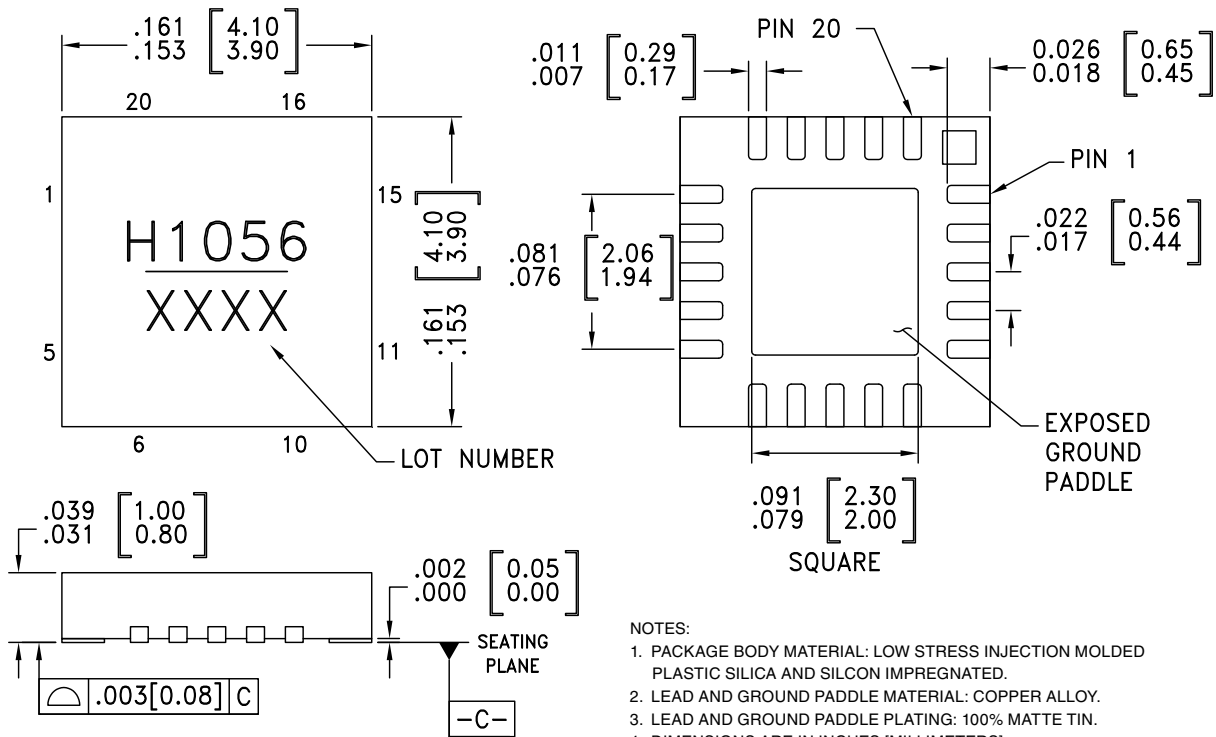 .161 [4.10]
.153 [3.90]
20 16
1 15
H1056
XXXX
5 11
6 10
LOT NUMBER
.161 [4.10]
.153 [3.90]
.011 [0.29]
.007 [0.17]
PIN 20
0.026 [0.65]
0.018 [0.45]
PIN 1
.022 [0.56]
.017 [0.44]
.081 [2.06]
.076 [1.94]
EXPOSED
GROUND
PADDLE
.091 [2.30]
.079 [2.00]
SQUARE
.039 [1.00]
.031 [0.80]
.002 [0.05]
.000 [0.00]
SEATING
PLANE
.003[0.08] C
-C-
NOTES:
1. PACKAGE BODY MATERIAL: LOW STRESS INJECTION MOLDED
PLASTIC SILICA AND SILCON IMPREGNATED.
2. LEAD AND GROUND PADDLE MATERIAL: COPPER ALLOY.
3. LEAD AND GROUND PADDLE PLATING: 100% MATTE TIN.